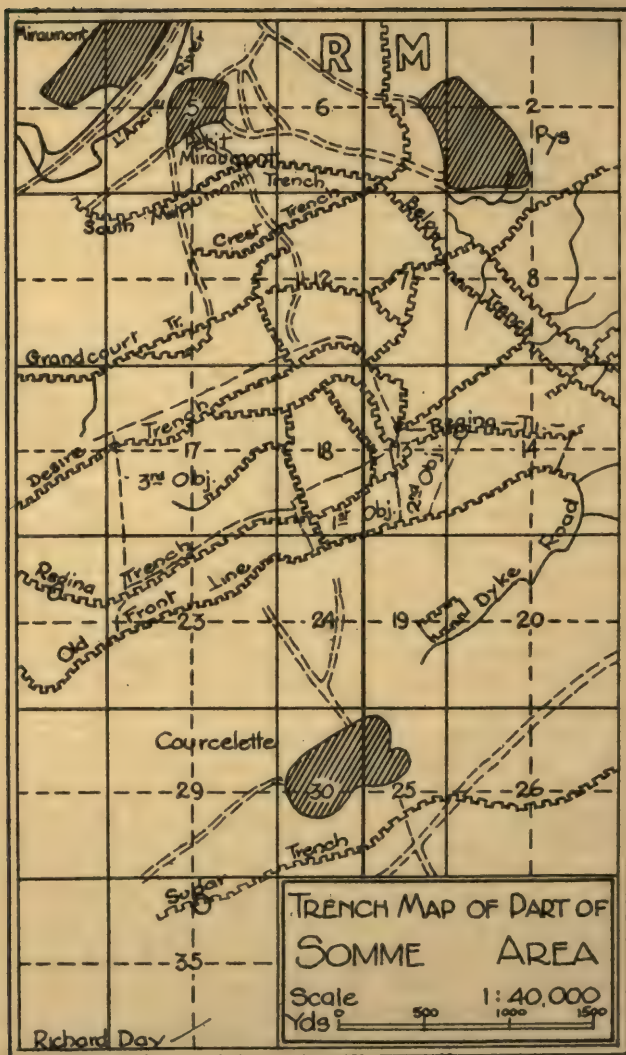 Miraumont
L'Ancre River
R M
5 6 1 2
Petit Miraumont
Pys
South Miraumont Trench
Crest Trench
Below Trench
12 7 8
Grandcourt Tr.
Desire Trench
Regina Tr.
17 18 13 14
3rd Obj.
1st Obj.
2nd Obj.
Regina Trench
Old Front Line
Dyke Road
23 24 19 20
Courcelette
29 30 25 26
Sugar Trench
35
TRENCH MAP OF PART OF
SOMME AREA
Scale 1:40,000
Yds 0 500 1000 1500
Richard Day